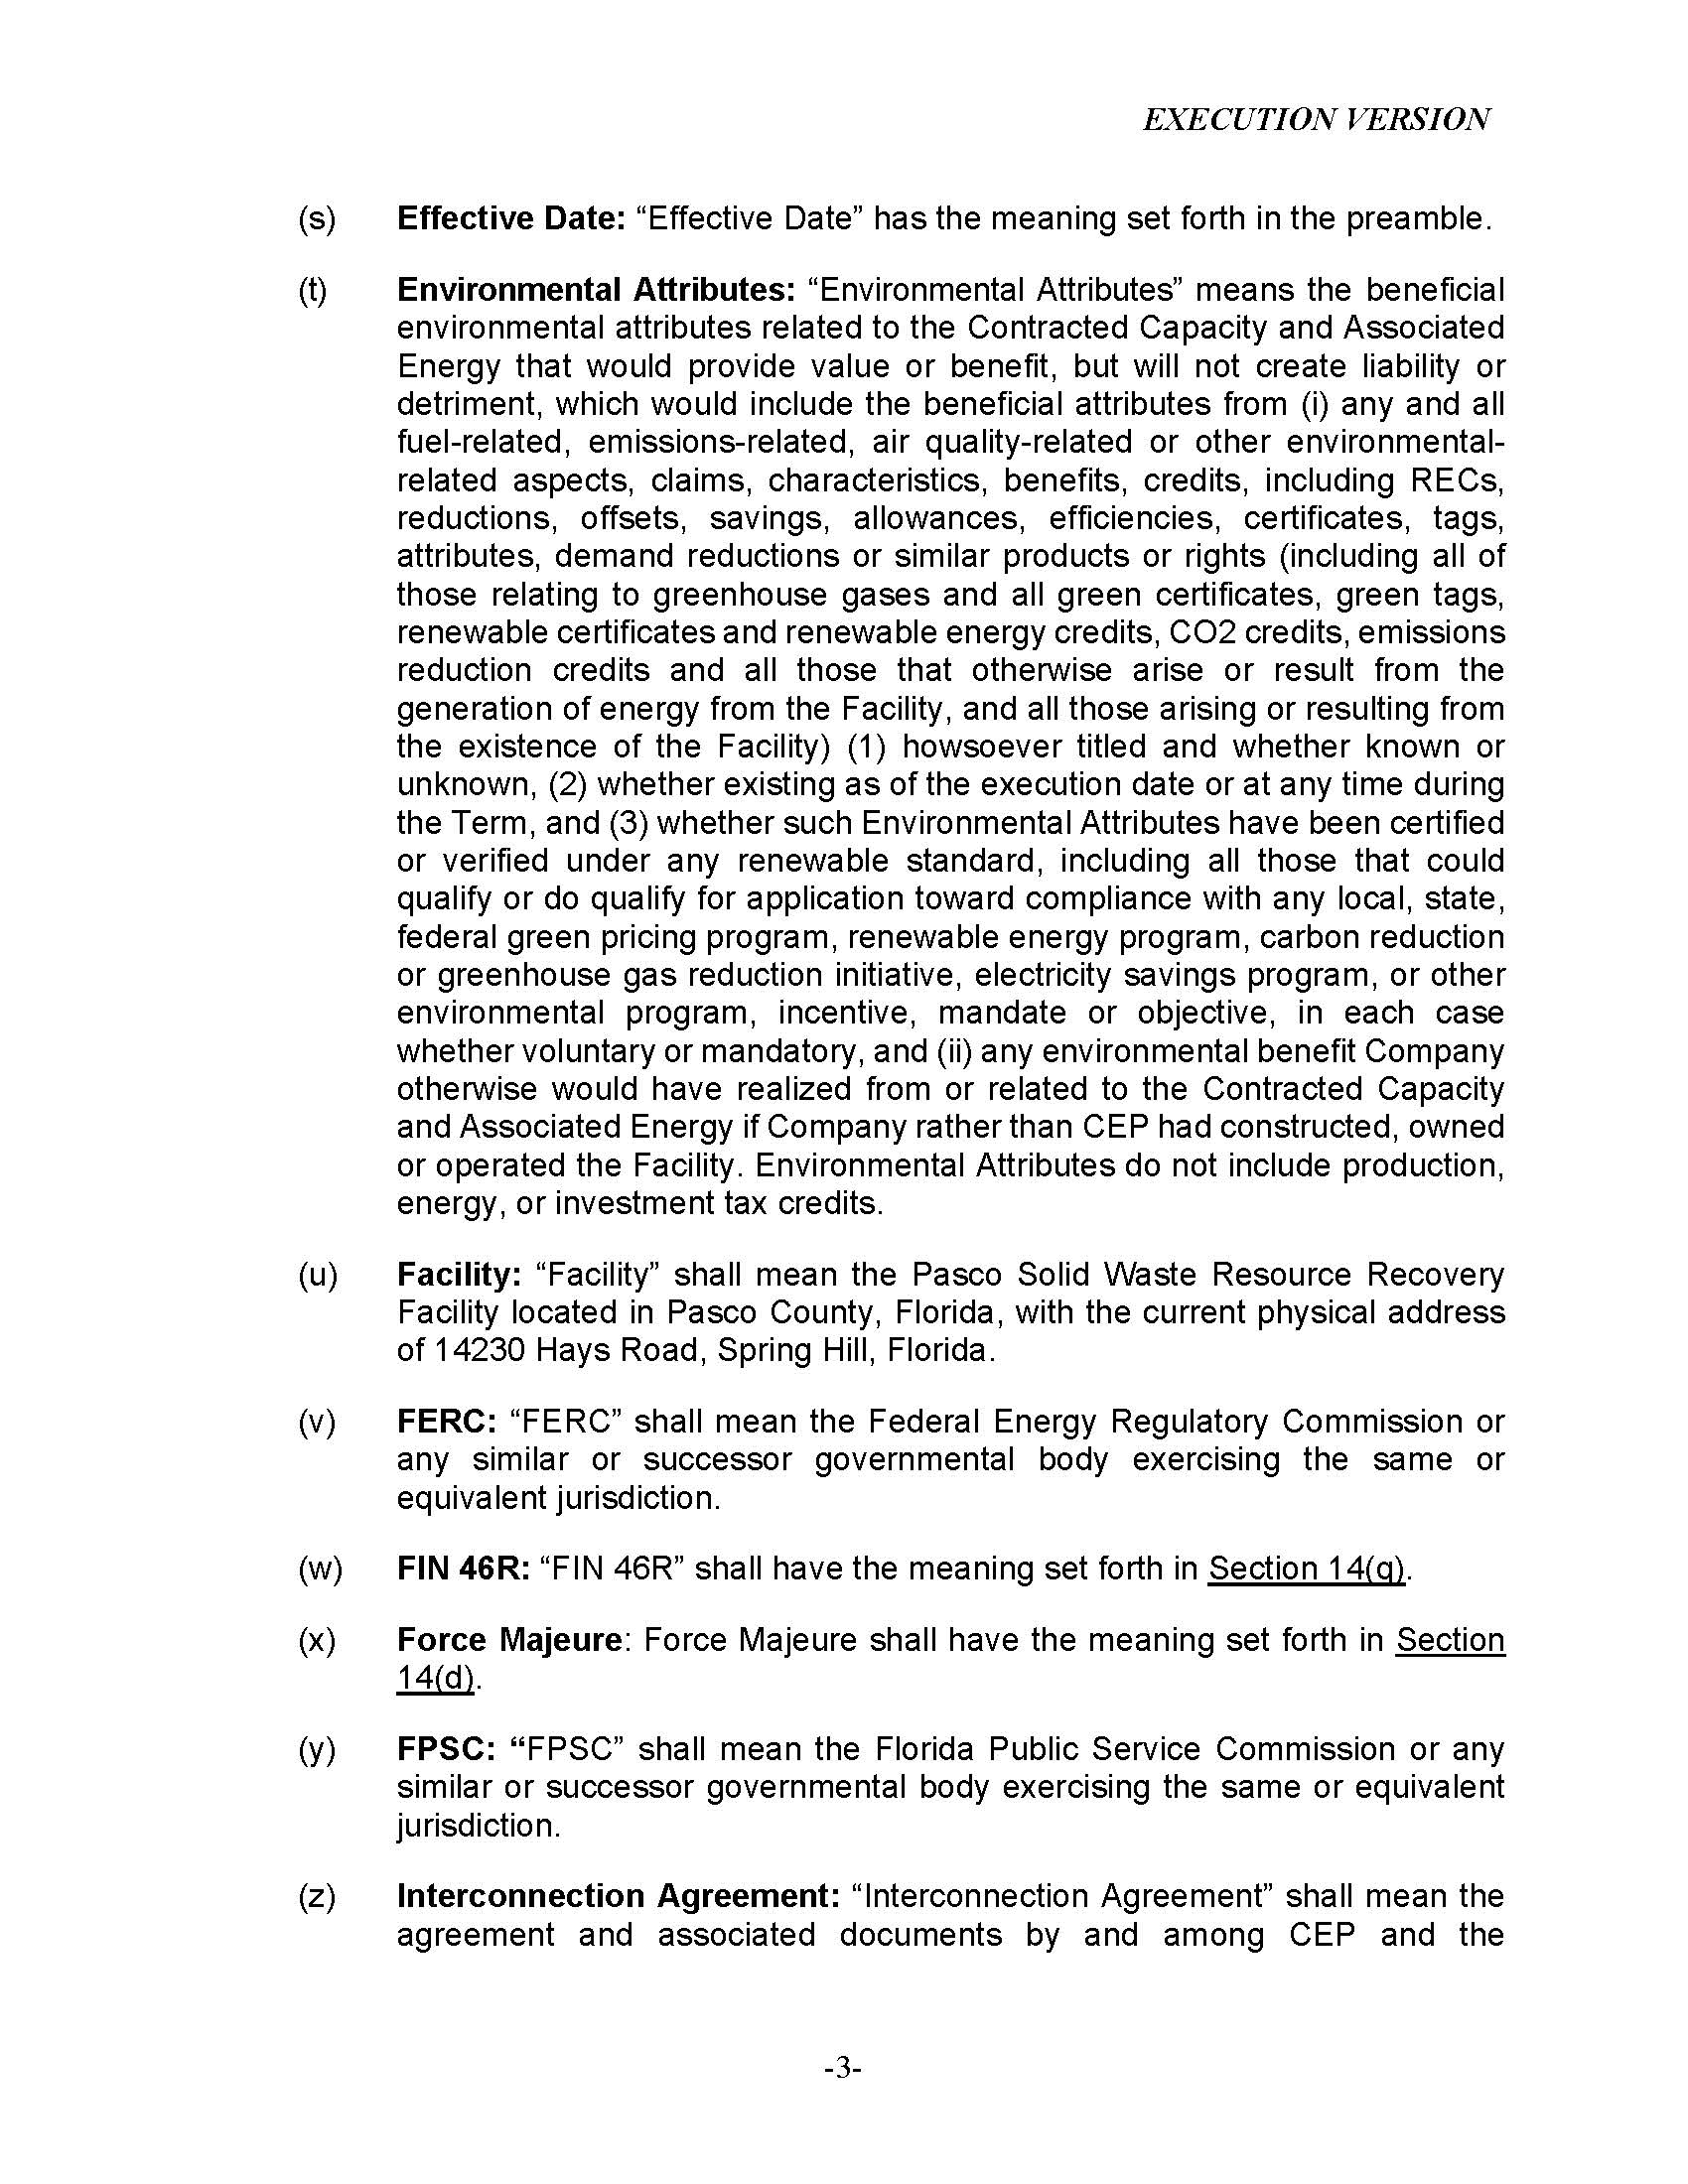 EXECUTION VERSION
(s) Effective Date: “Effective Date” has the meaning set forth in the preamble.
(t) Environmental Attributes: “Environmental Attributes” means the beneficial
environmental attributes related to the Contracted Capacity and Associated
Energy that would provide value or benefit, but will not create liability or
detriment, which would include the beneficial attributes from (i) any and all
fuel-related, emissions-related, air quality-related or other environmental-
related aspects, claims, characteristics, benefits, credits, including RECs,
reductions, offsets, savings, allowances, efficiencies, certificates, tags,
attributes, demand reductions or similar products or rights (including all of
those relating to greenhouse gases and all green certificates, green tags,
renewable certificates and renewable energy credits, CO2 credits, emissions
reduction credits and all those that otherwise arise or result from the
generation of energy from the Facility, and all those arising or resulting from
the existence of the Facility) (1) howsoever titled and whether known or
unknown, (2) whether existing as of the execution date or at any time during
the Term, and (3) whether such Environmental Attributes have been certified
or verified under any renewable standard, including all those that could
qualify or do qualify for application toward compliance with any local, state,
federal green pricing program, renewable energy program, carbon reduction
or greenhouse gas reduction initiative, electricity savings program, or other
environmental program, incentive, mandate or objective, in each case
whether voluntary or mandatory, and (ii) any environmental benefit Company
otherwise would have realized from or related to the Contracted Capacity
and Associated Energy if Company rather than CEP had constructed, owned
or operated the Facility. Environmental Attributes do not include production,
energy, or investment tax credits.
(u) Facility: “Facility” shall mean the Pasco Solid Waste Resource Recovery
Facility located in Pasco County, Florida, with the current physical address
of 14230 Hays Road, Spring Hill, Florida.
(v) FERC: “FERC” shall mean the Federal Energy Regulatory Commission or
any similar or successor governmental body exercising the same or
equivalent jurisdiction.
(w) FIN 46R: “FIN 46R” shall have the meaning set forth in Section 14(q).
(x) Force Majeure: Force Majeure shall have the meaning set forth in Section
14(d).
(y) FPSC: “FPSC” shall mean the Florida Public Service Commission or any
similar or successor governmental body exercising the same or equivalent
jurisdiction.
(z) Interconnection Agreement: “Interconnection Agreement” shall mean the
agreement and associated documents by and among CEP and the
-3-